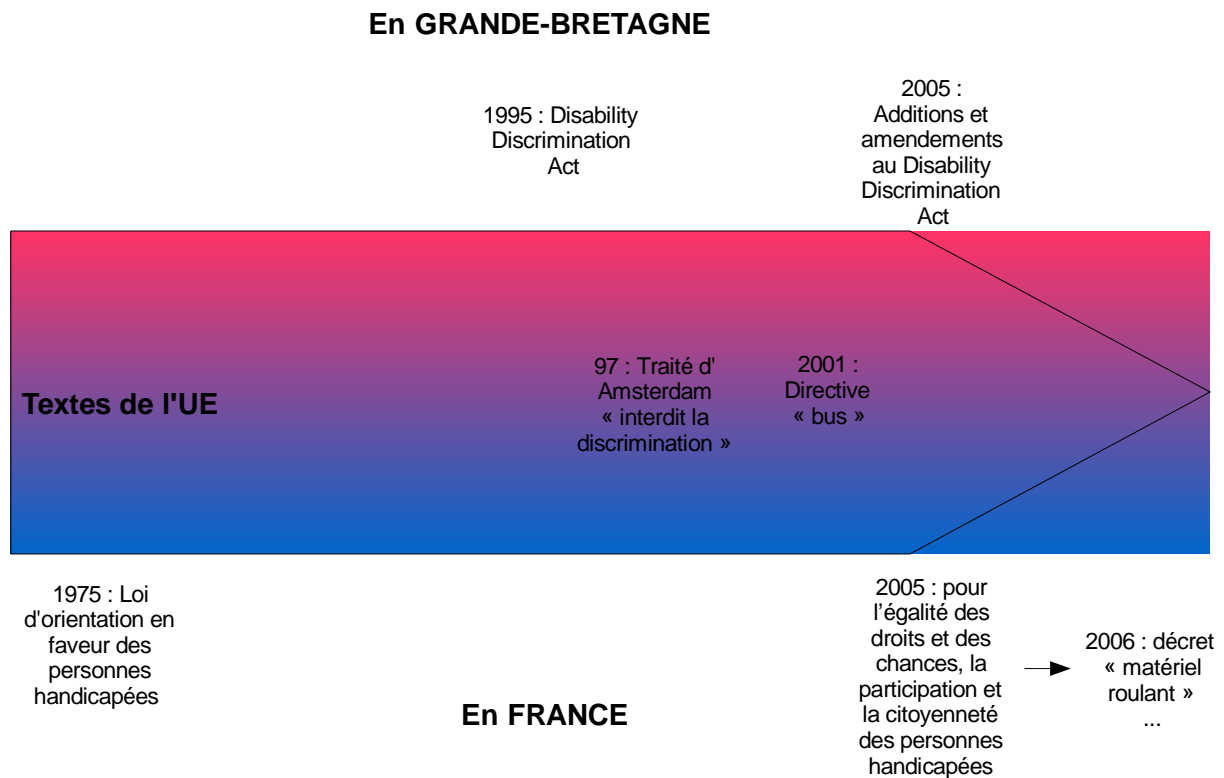 En GRANDE-BRETAGNE
1995 : Disability
Discrimination
Act
2005 :
Additions et
amendements
au Disability
Discrimination
Act
Textes de l'UE
97 : Traité d'
Amsterdam
« interdit la
discrimination »
2001 :
Directive
« bus »
1975 : Loi
d'orientation en
faveur des
personnes
handicapées
En FRANCE
2005 : pour
l’égalité des
droits et des
chances, la
participation et
la citoyenneté
des personnes
handicapées
2006 : décret
« matériel
roulant »
...